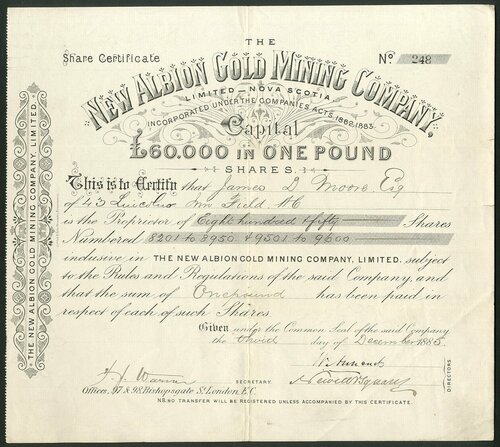 THE
Share Certificate
No 248
NEW ALBION GOLD MINING COMPANY,
LIMITED—NOVA SCOTIA
INCORPORATED UNDER THE COMPANIES ACTS, 1862, 1883.
Capital
£60.000 IN ONE POUND
SHARES.
This is to Certify that James D Moore Esq
of 43 Lincolns Inn Field WC
is the Proprietor of Eight hundred & fifty Shares
Numbered 8201 to 8950 & 9501 to 9600
inclusive in THE NEW ALBION GOLD MINING COMPANY, LIMITED, subject
to the Rules and Regulations of the said Company, and
that the sum of One pound has been paid in
respect of each of such Shares.
Given under the Common Seal of the said Company
the third day of December 1885
SECRETARY.
DIRECTORS
Offices, 97 & 98, Bishopsgate St London, E.C.
NB. NO TRANSFER WILL BE REGISTERED UNLESS ACCOMPANIED BY THIS CERTIFICATE.
THE NEW ALBION GOLD MINING COMPANY, LIMITED.